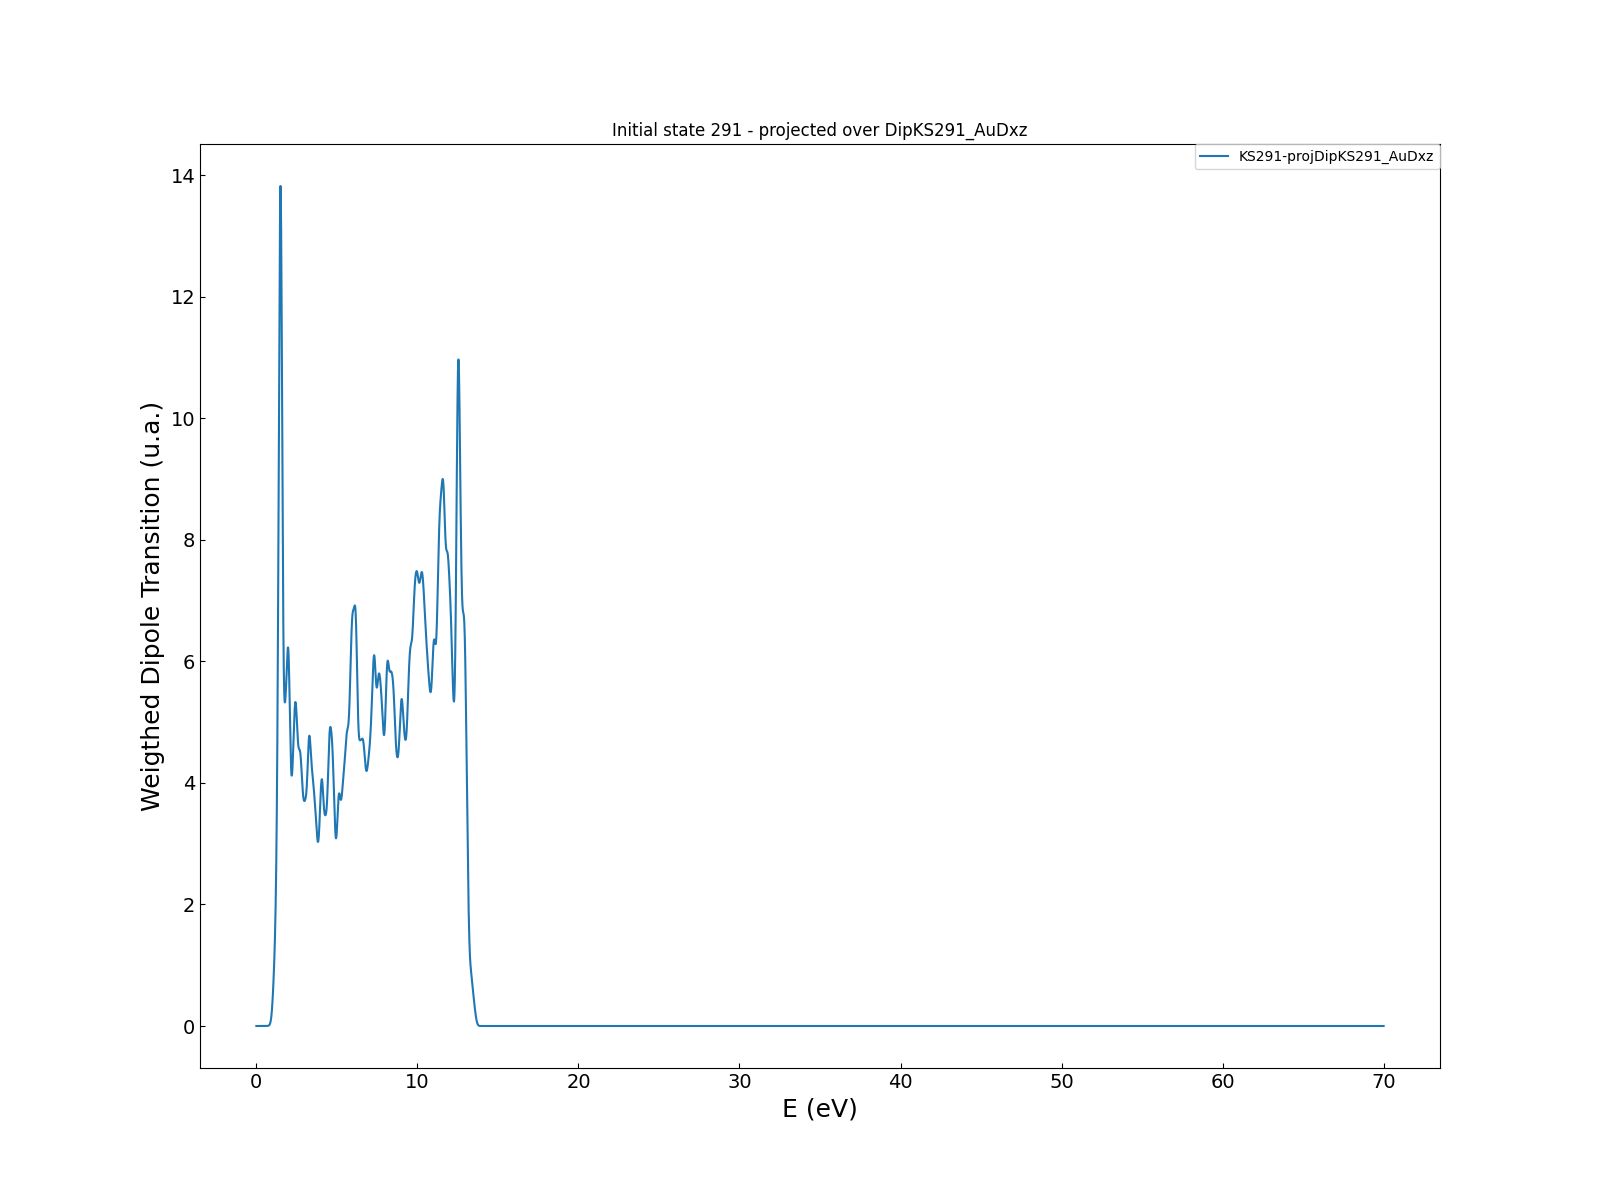 Initial state 291 - projected over DipKS291_AuDxz
KS291-projDipKS291_AuDxz
14
12
10
8
6
4
2
0
Weigthed Dipole Transition (u.a.)
0 10 20 30 40 50 60 70
E (eV)